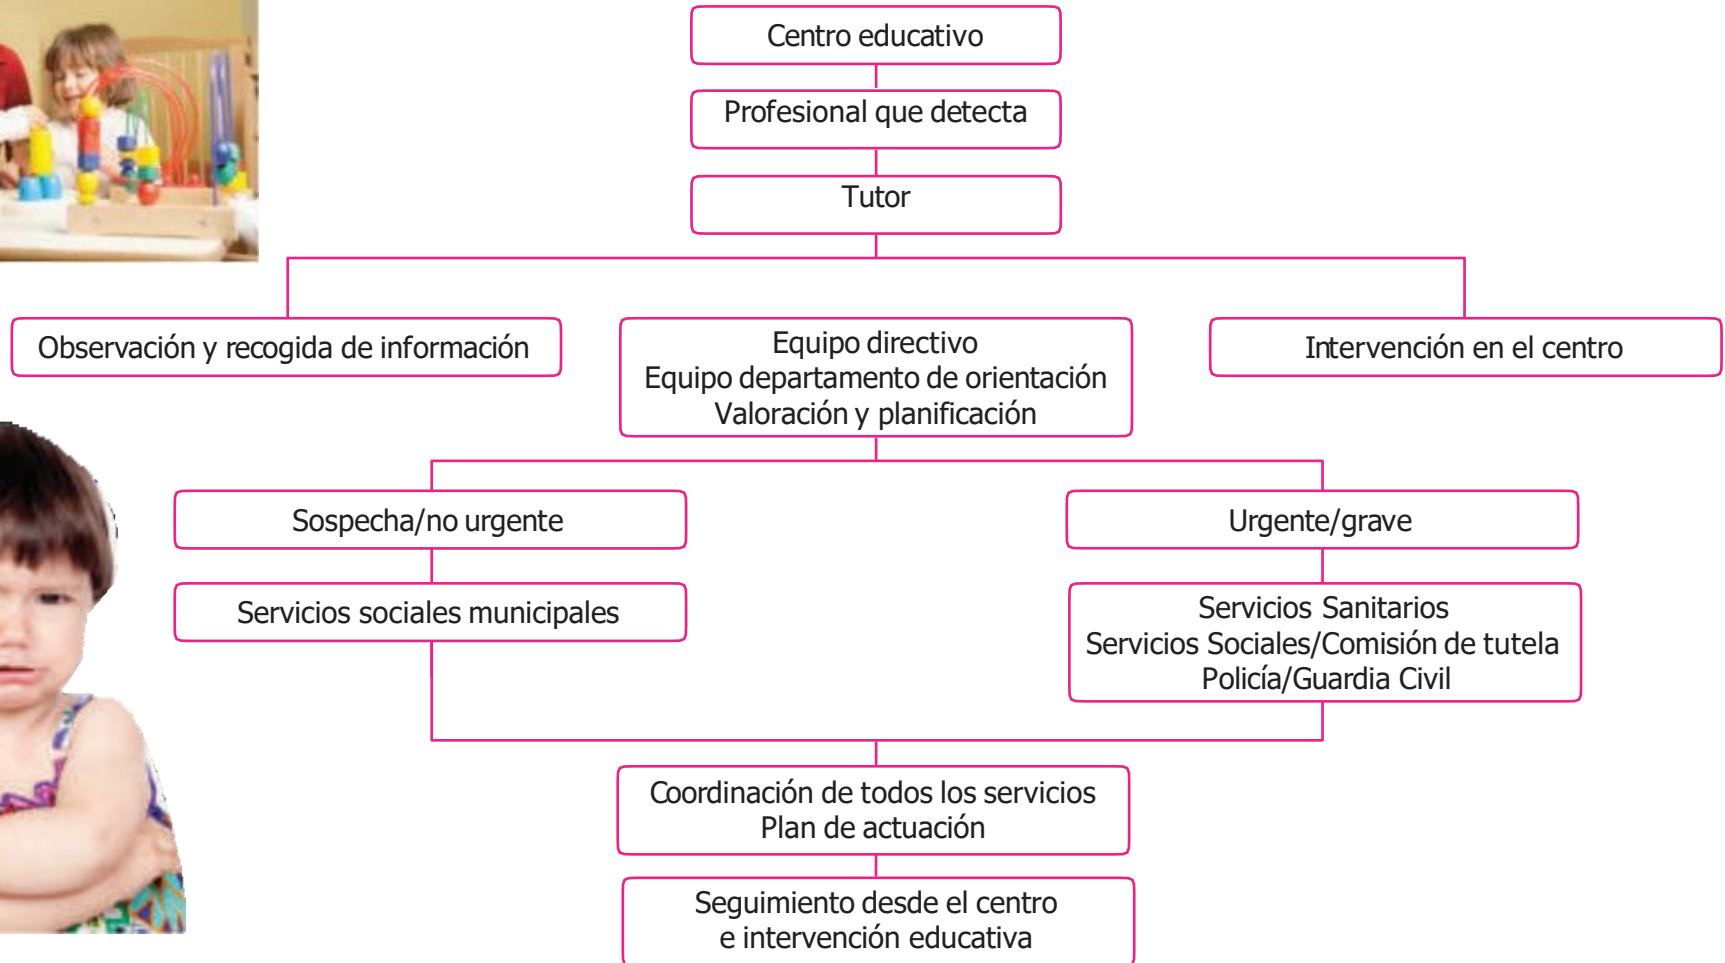 Centro educativo
Profesional que detecta
Tutor
Observación y recogida de información
Equipo directivo
Equipo departamento de orientación
Valoración y planificación
Intervención en el centro
Sospecha/no urgente
Urgente/grave
Servicios sociales municipales
Servicios Sanitarios
Servicios Sociales/Comisión de tutela
Policía/Guardia Civil
Coordinación de todos los servicios
Plan de actuación
Seguimiento desde el centro
e intervención educativa